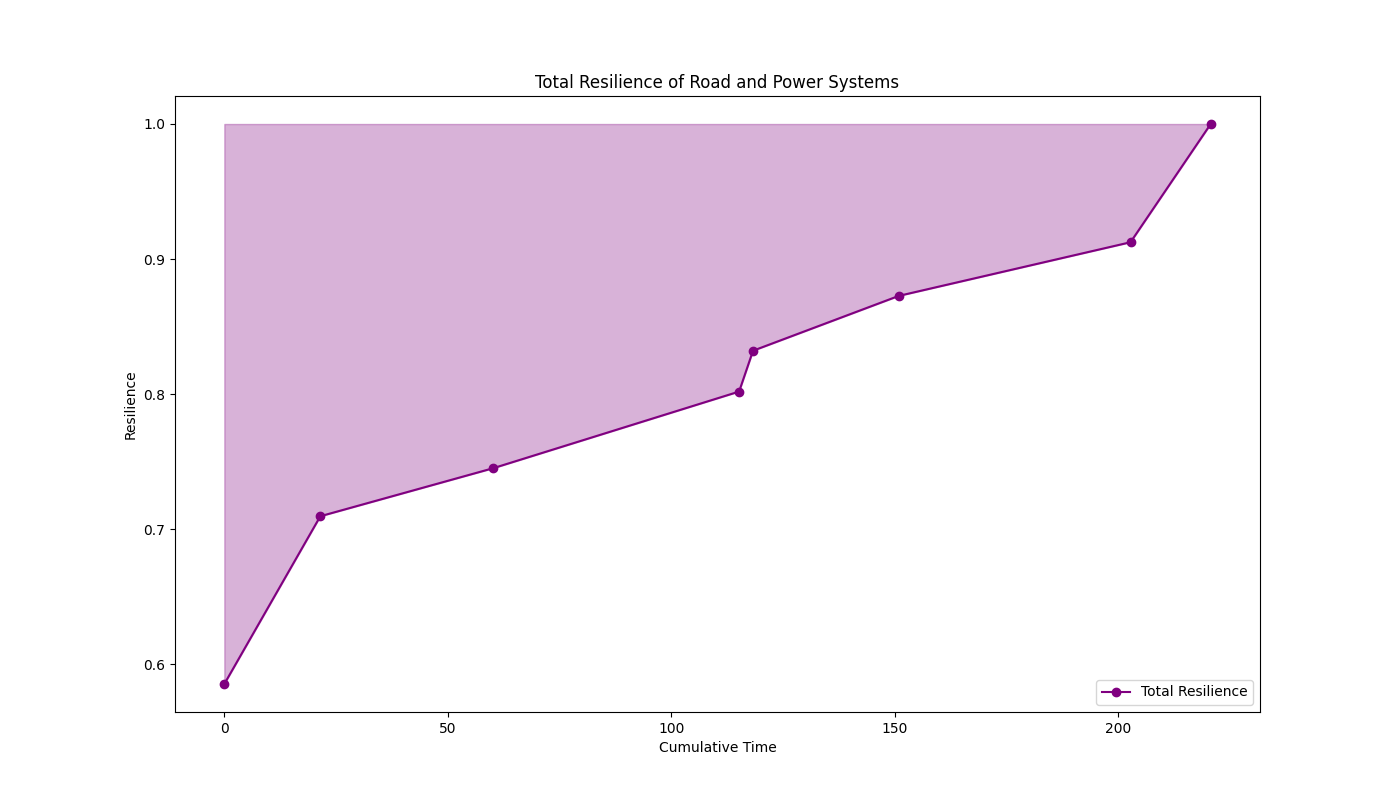 Total Resilience of Road and Power Systems
1.0
0.9
0.8
0.7
0.6
Resilience
Total Resilience
0 50 100 150 200
Cumulative Time